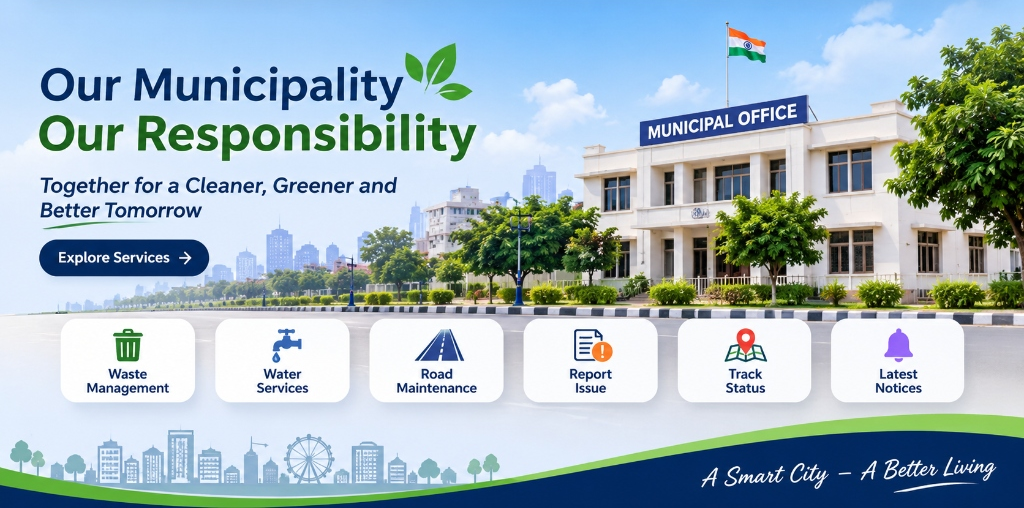 Our Municipality
Our Responsibility
Together for a Cleaner, Greener and
Better Tomorrow
Explore Services →
MUNICIPAL OFFICE
Waste
Management
Water
Services
Road
Maintenance
Report
Issue
Track
Status
Latest
Notices
A Smart City – A Better Living